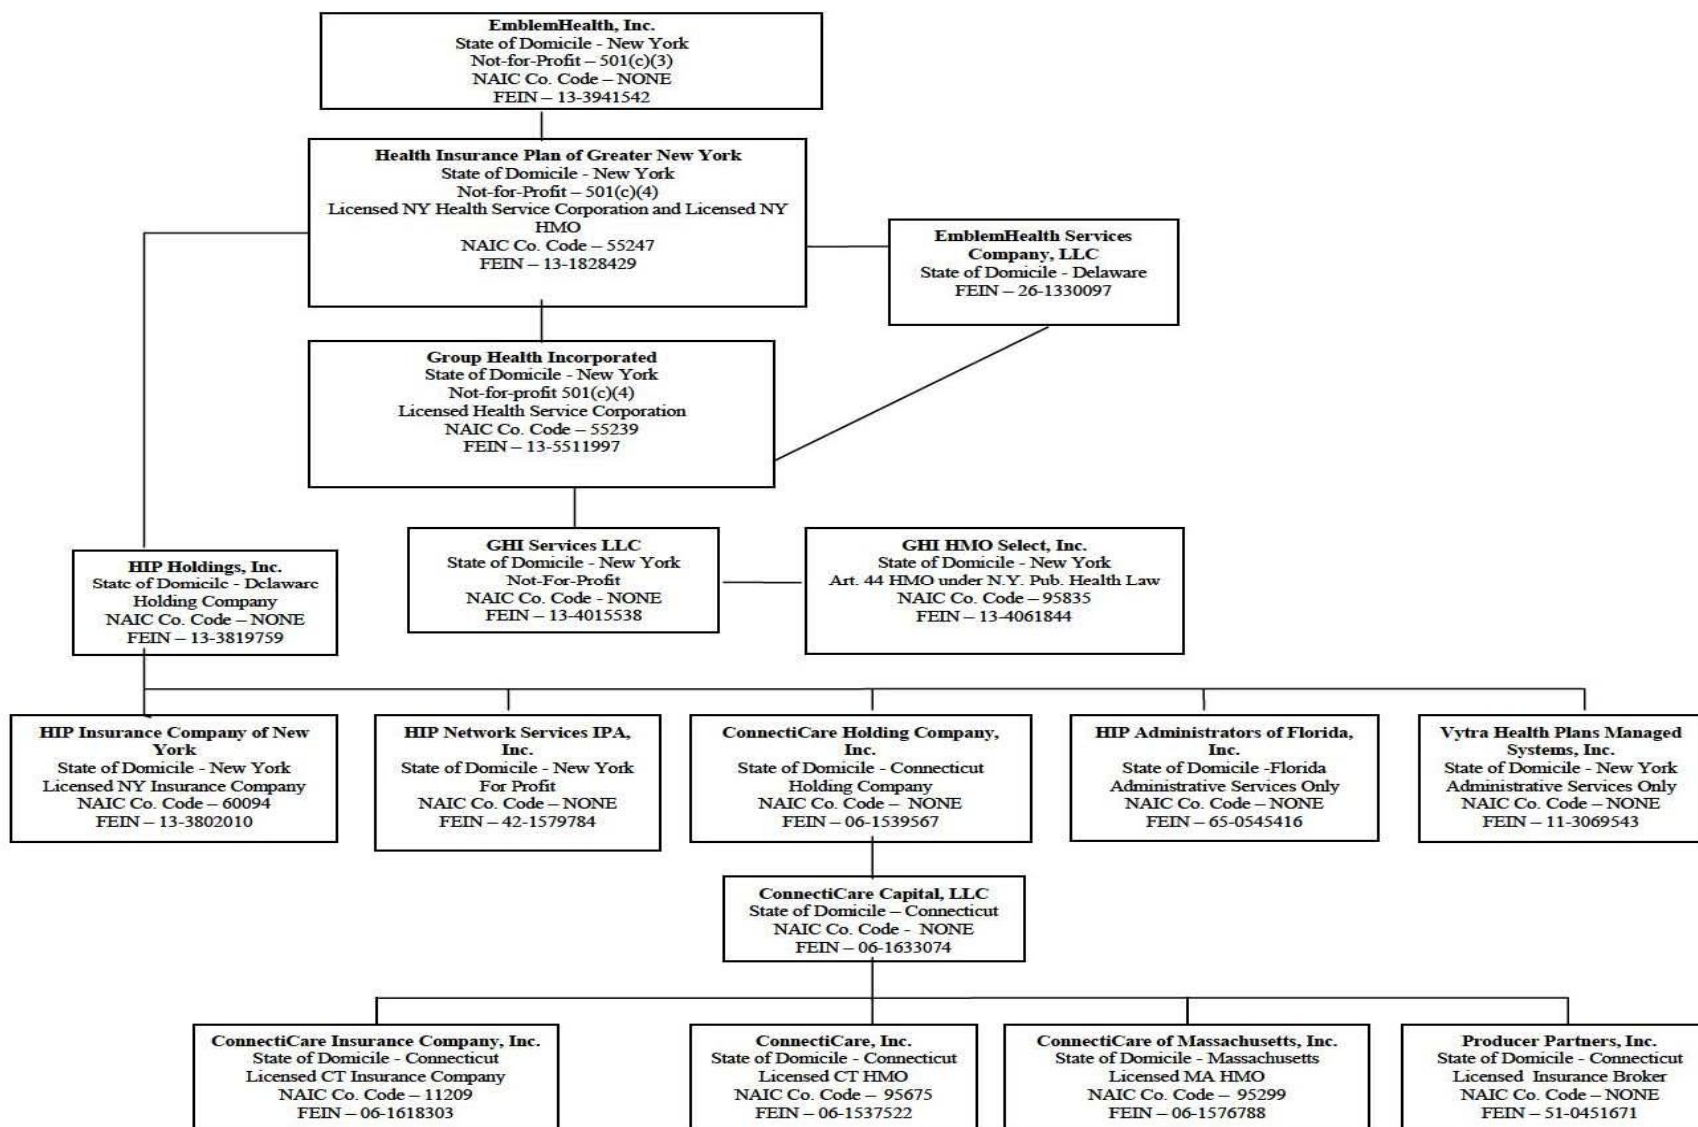 EmblemHealth, Inc.
State of Domicile - New York
Not-for-Profit – 501(c)(3)
NAIC Co. Code – NONE
FEIN – 13-3941542
Health Insurance Plan of Greater New York
State of Domicile - New York
Not-for-Profit – 501(c)(4)
Licensed NY Health Service Corporation and Licensed NY
HMO
NAIC Co. Code – 55247
FEIN – 13-1828429
EmblemHealth Services
Company, LLC
State of Domicile - Delaware
FEIN – 26-1330097
Group Health Incorporated
State of Domicile - New York
Not-for-profit 501(c)(4)
Licensed Health Service Corporation
NAIC Co. Code – 55239
FEIN – 13-5511997
GHI Services LLC
State of Domicile - New York
Not-For-Profit
NAIC Co. Code - NONE
FEIN – 13-4015538
GHI HMO Select, Inc.
State of Domicile - New York
Art. 44 HMO under N.Y. Pub. Health Law
NAIC Co. Code – 95835
FEIN – 13-4061844
HIP Holdings, Inc.
State of Domicile - Delaware
Holding Company
NAIC Co. Code – NONE
FEIN – 13-3819759
HIP Insurance Company of New
York
State of Domicile - New York
Licensed NY Insurance Company
NAIC Co. Code – 60094
FEIN – 13-3802010
HIP Network Services IPA,
Inc.
State of Domicile - New York
For Profit
NAIC Co. Code – NONE
FEIN – 42-1579784
ConnectiCare Holding Company,
Inc.
State of Domicile - Connecticut
Holding Company
NAIC Co. Code – NONE
FEIN – 06-1539567
HIP Administrators of Florida,
Inc.
State of Domicile -Florida
Administrative Services Only
NAIC Co. Code – NONE
FEIN – 65-0545416
Vytra Health Plans Managed
Systems, Inc.
State of Domicile - New York
Administrative Services Only
NAIC Co. Code – NONE
FEIN – 11-3069543
ConnectiCare Capital, LLC
State of Domicile – Connecticut
NAIC Co. Code - NONE
FEIN – 06-1633074
ConnectiCare Insurance Company, Inc.
State of Domicile - Connecticut
Licensed CT Insurance Company
NAIC Co. Code – 11209
FEIN – 06-1618303
ConnectiCare, Inc.
State of Domicile - Connecticut
Licensed CT HMO
NAIC Co. Code – 95675
FEIN – 06-1537522
ConnectiCare of Massachusetts, Inc.
State of Domicile - Massachusetts
Licensed MA HMO
NAIC Co. Code – 95299
FEIN – 06-1576788
Producer Partners, Inc.
State of Domicile - Connecticut
Licensed Insurance Broker
NAIC Co. Code – NONE
FEIN – 51-0451671